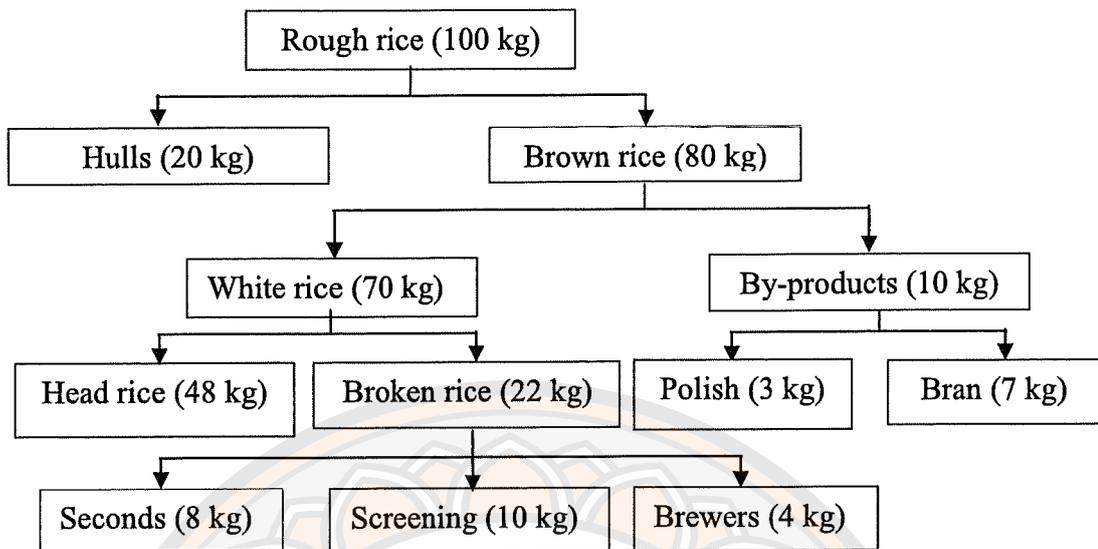 Rough rice (100 kg)
Hulls (20 kg)
Brown rice (80 kg)
White rice (70 kg)
By-products (10 kg)
Head rice (48 kg)
Broken rice (22 kg)
Polish (3 kg)
Bran (7 kg)
Seconds (8 kg)
Screening (10 kg)
Brewers (4 kg)